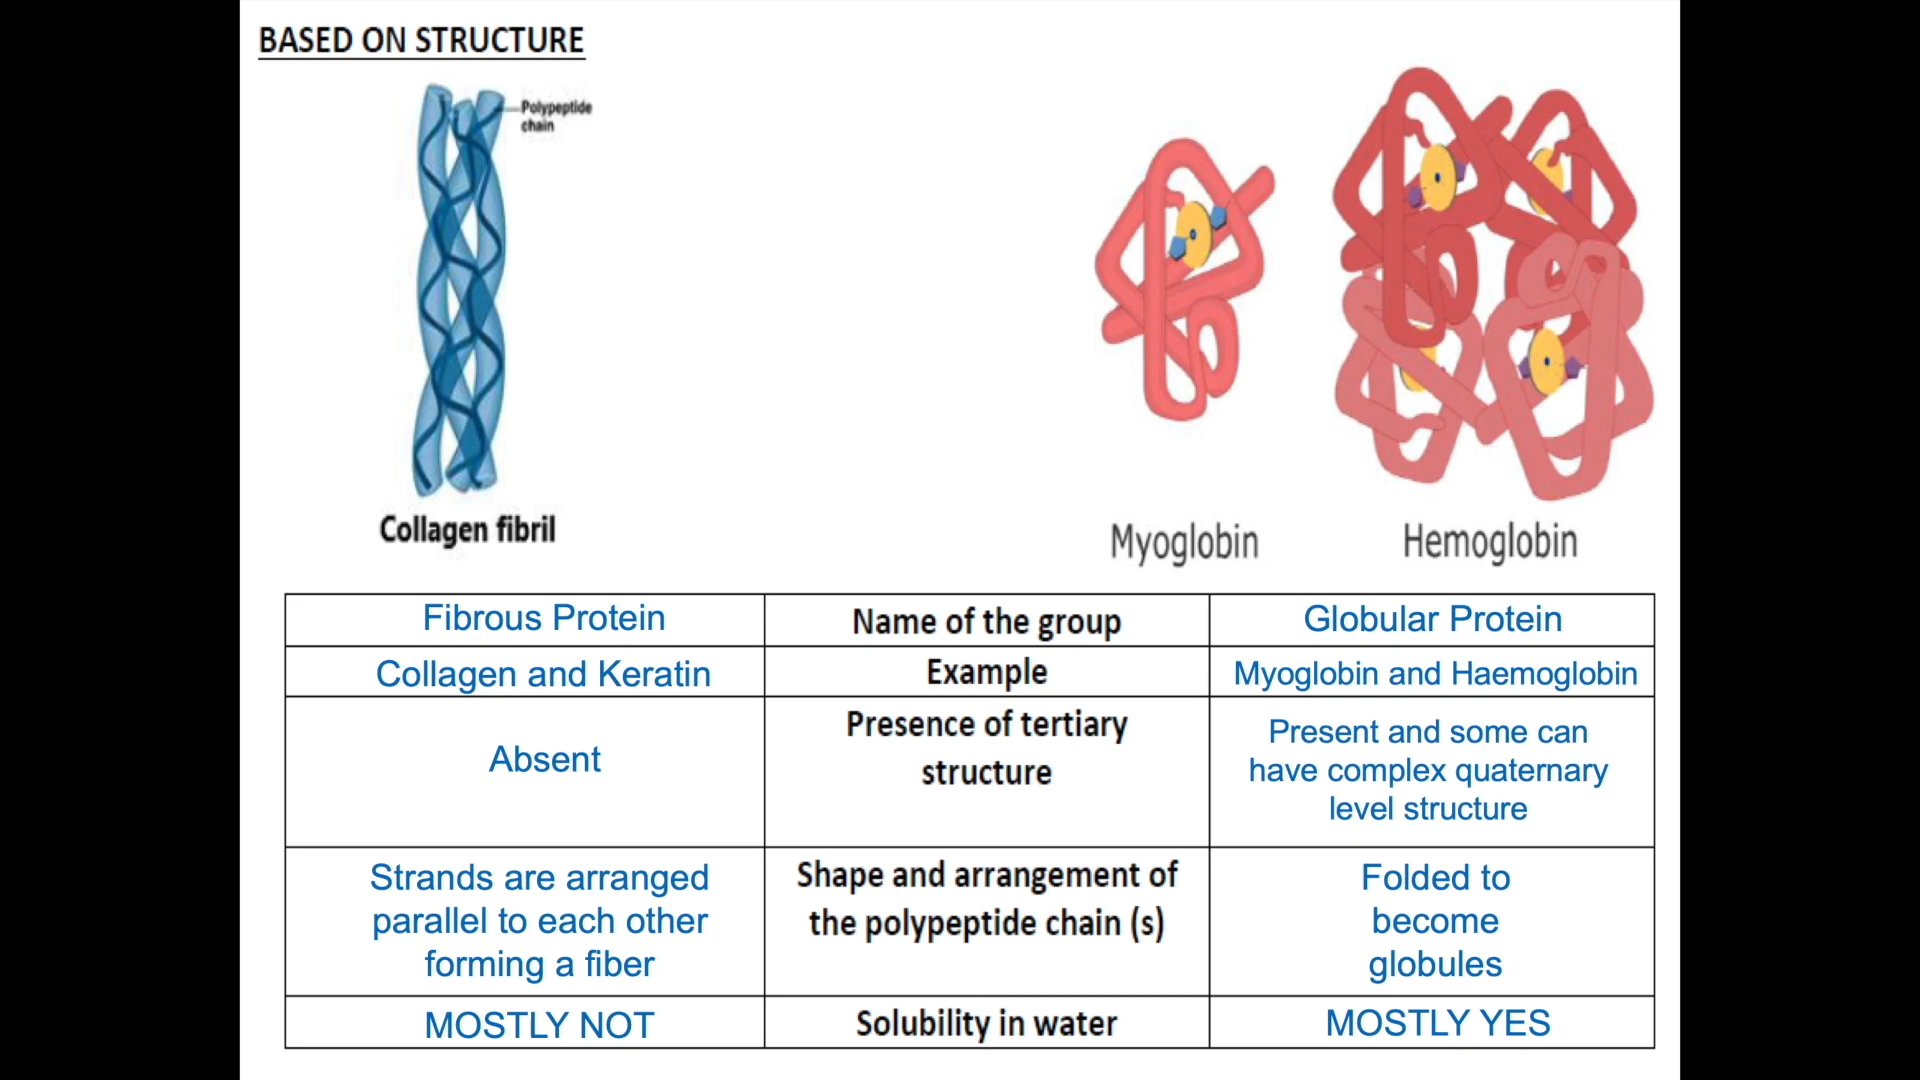 BASED ON STRUCTURE
Polypeptide
chain
Collagen fibril
Myoglobin
Hemoglobin
Fibrous Protein
Name of the group
Globular Protein
Collagen and Keratin
Example
Myoglobin and Haemoglobin
Absent
Presence of tertiary
structure
Present and some can
have complex quaternary
level structure
Strands are arranged
parallel to each other
forming a fiber
Shape and arrangement of
the polypeptide chain (s)
Folded to
become
globules
MOSTLY NOT
Solubility in water
MOSTLY YES